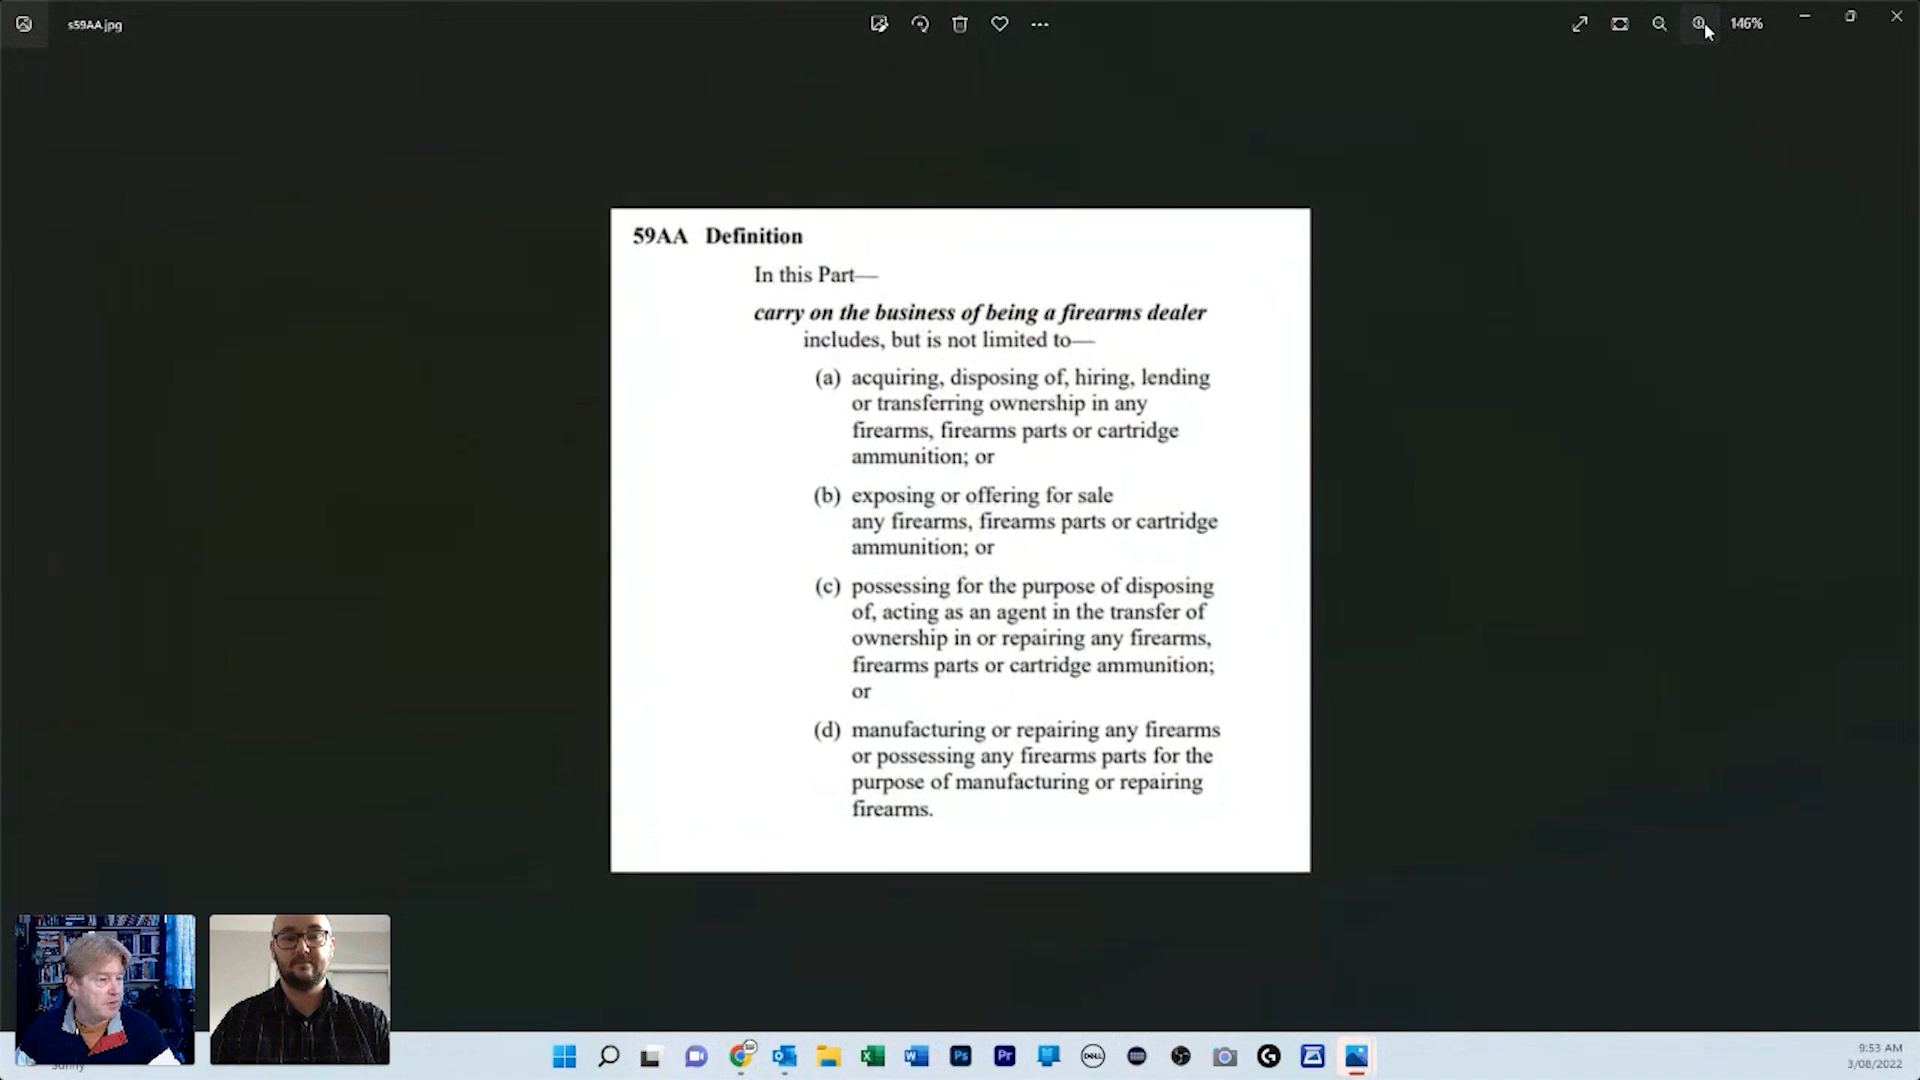 s59AA.jpg
146%
59AA Definition
In this Part—
carry on the business of being a firearms dealer
includes, but is not limited to—
(a) acquiring, disposing of, hiring, lending
or transferring ownership in any
firearms, firearms parts or cartridge
ammunition; or
(b) exposing or offering for sale
any firearms, firearms parts or cartridge
ammunition; or
(c) possessing for the purpose of disposing
of, acting as an agent in the transfer of
ownership in or repairing any firearms,
firearms parts or cartridge ammunition;
or
(d) manufacturing or repairing any firearms
or possessing any firearms parts for the
purpose of manufacturing or repairing
firearms.
Sunny
Ps
Pr
DELL
9:53 AM
3/08/2022